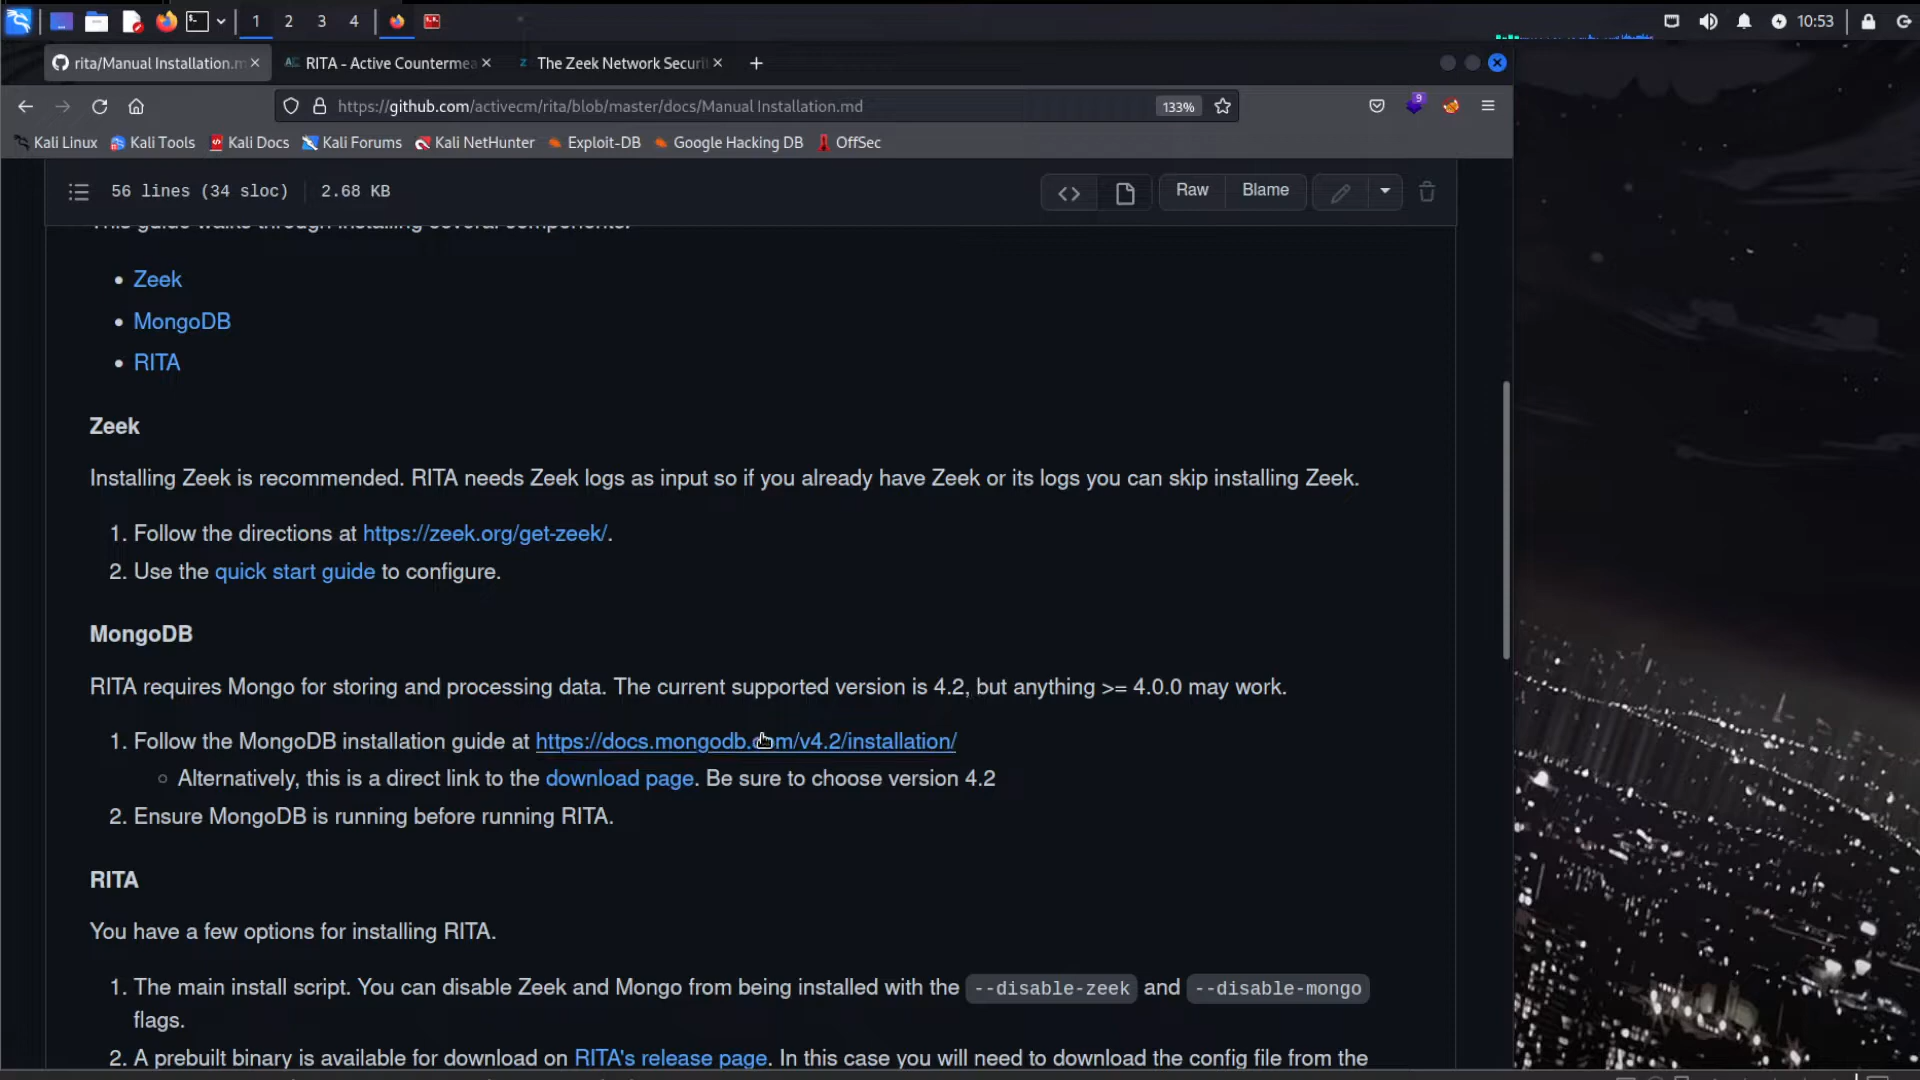 1 2 3 4
10:53
rita/Manual Installation.m
RITA - Active Countermea
The Zeek Network Securi
https://github.com/activecm/rita/blob/master/docs/Manual Installation.md
133%
9
Kali Linux
Kali Tools
Kali Docs
Kali Forums
Kali NetHunter
Exploit-DB
Google Hacking DB
OffSec
56 lines (34 sloc)
2.68 KB
Raw
Blame
This guide walks through installing several components:
• Zeek
• MongoDB
• RITA
Zeek
Installing Zeek is recommended. RITA needs Zeek logs as input so if you already have Zeek or its logs you can skip installing Zeek.
1. Follow the directions at https://zeek.org/get-zeek/.
2. Use the quick start guide to configure.
MongoDB
RITA requires Mongo for storing and processing data. The current supported version is 4.2, but anything >= 4.0.0 may work.
1. Follow the MongoDB installation guide at https://docs.mongodb.com/v4.2/installation/
Alternatively, this is a direct link to the download page. Be sure to choose version 4.2
2. Ensure MongoDB is running before running RITA.
RITA
You have a few options for installing RITA.
1. The main install script. You can disable Zeek and Mongo from being installed with the --disable-zeek and --disable-mongo
flags.
2. A prebuilt binary is available for download on RITA's release page. In this case you will need to download the config file from the